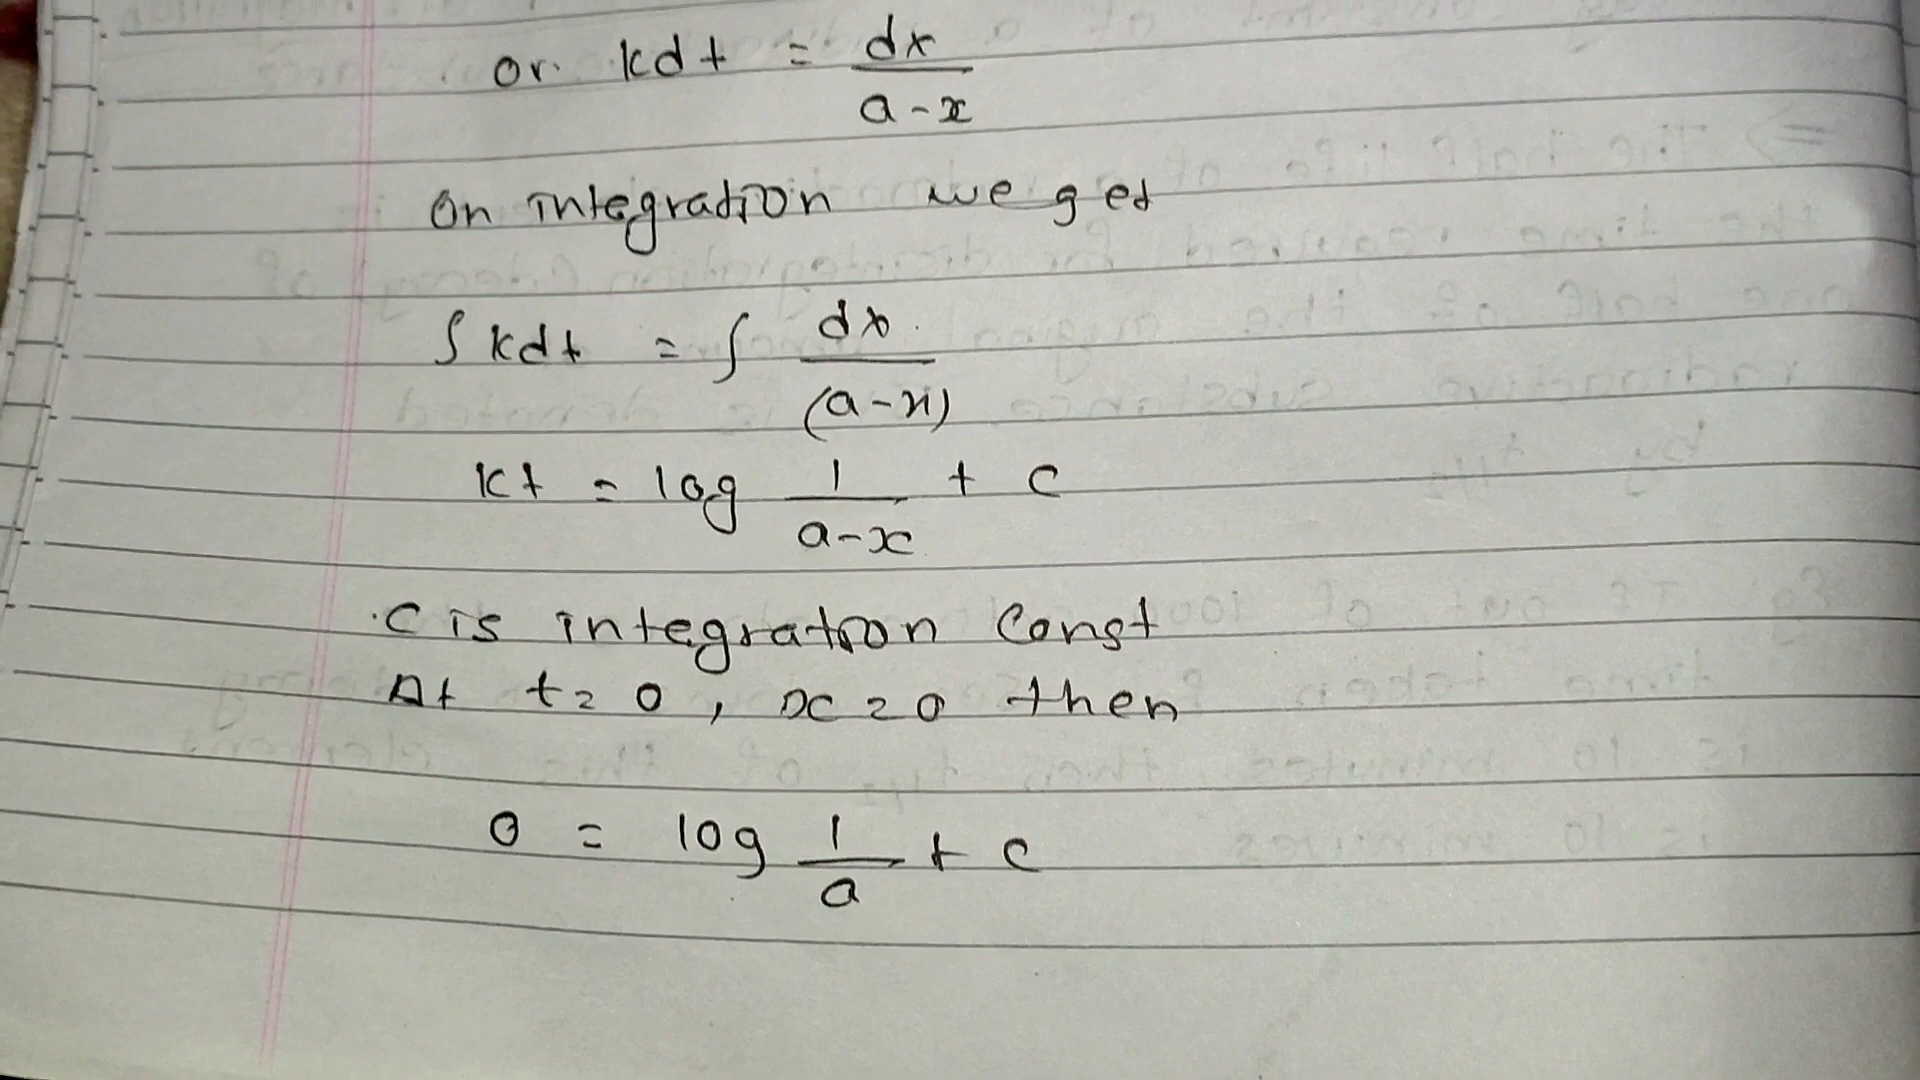 or. kdt = dx
a-x
On integration we get
∫ kdt = ∫ dx
(a-x)
kt = log 1 + c
a-x
C is integration const
At t=0, x=0 then
0 = log 1 + c
a